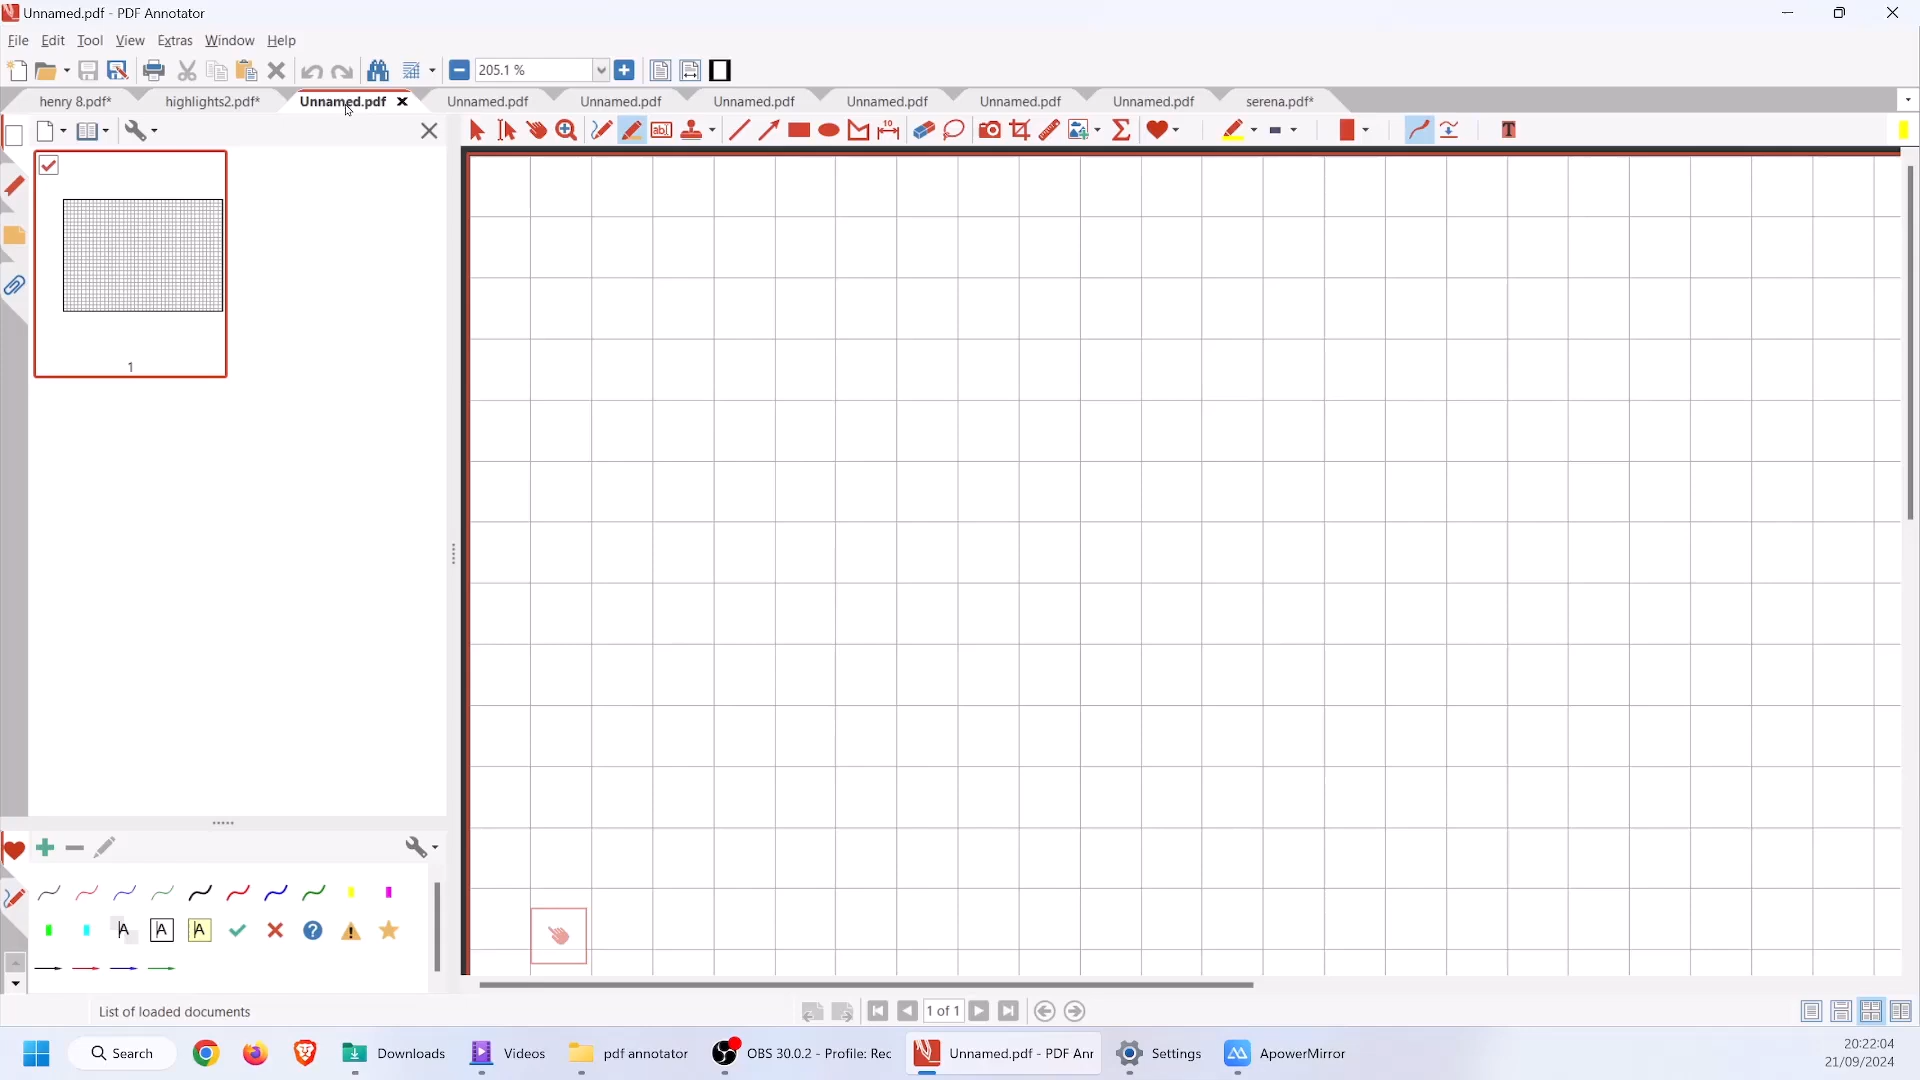 Unnamed.pdf - PDF Annotator
File Edit Tool View Extras Window Help
205.1 %
henry 8.pdf* highlights2.pdf* Unnamed.pdf Unnamed.pdf Unnamed.pdf Unnamed.pdf Unnamed.pdf Unnamed.pdf Unnamed.pdf serena.pdf*
1
List of loaded documents
1 of 1
Search Downloads Videos pdf annotator OBS 30.0.2 - Profile: Rec Unnamed.pdf - PDF Anr Settings ApowerMirror
20:22:04
21/09/2024